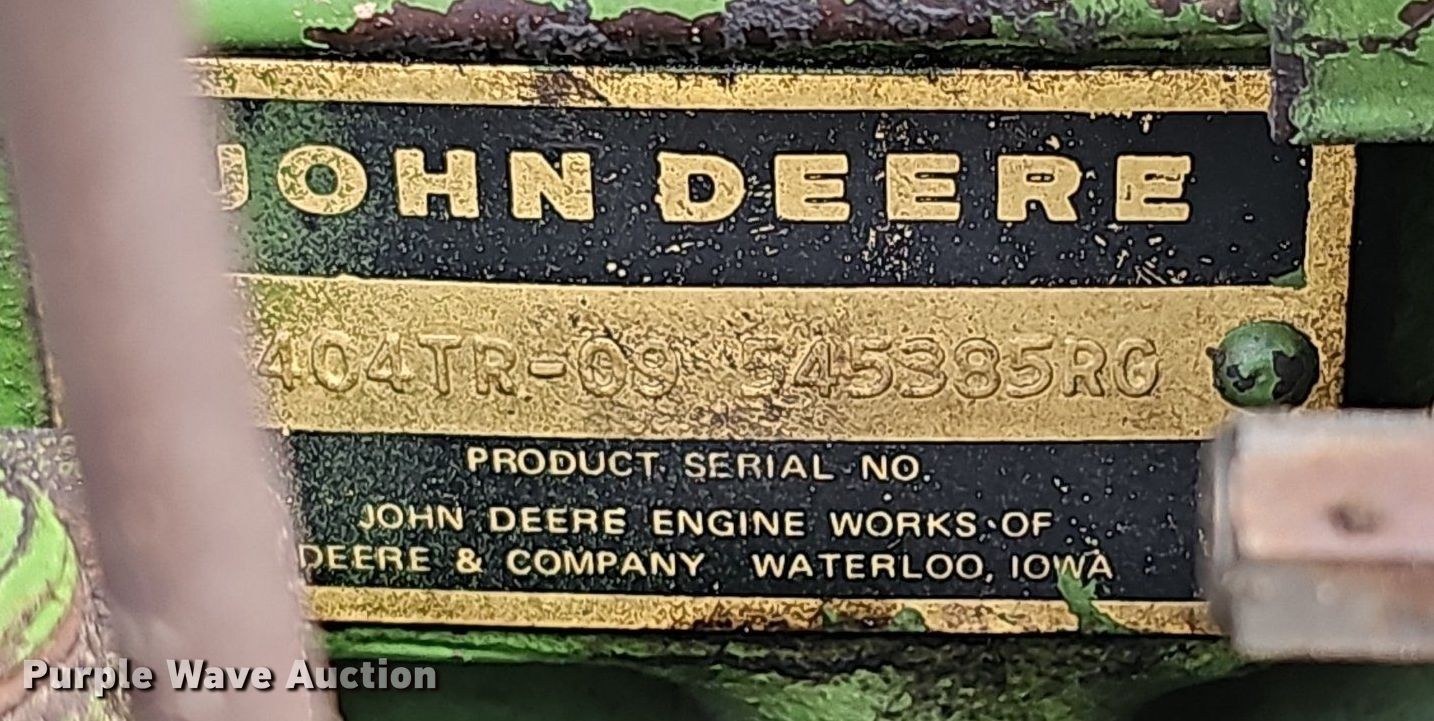 JOHN DEERE
404TR-09 545385RG
PRODUCT SERIAL NO.
JOHN DEERE ENGINE WORKS OF
DEERE & COMPANY WATERLOO, IOWA
Purple Wave Auction